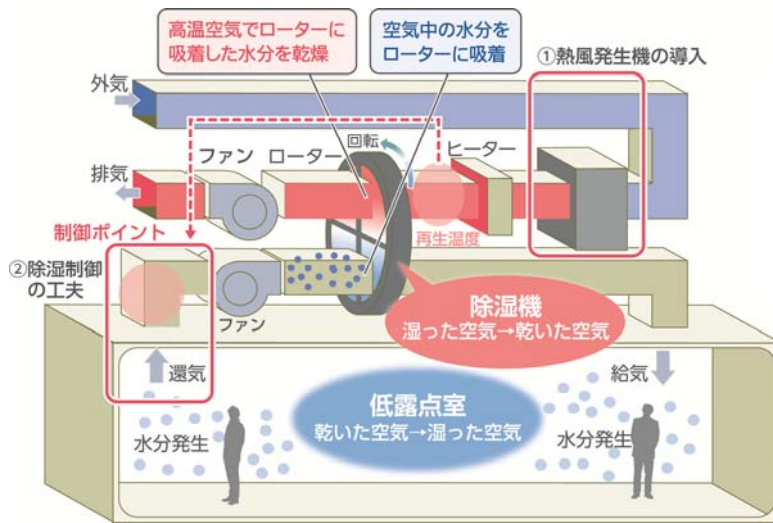 高温空気でローターに
吸着した水分を乾燥
空気中の水分を
ローターに吸着
①熱風発生機の導入
外気
回転
ヒーター
ファン
ローター
排気
制御ポイント
再生温度
②除湿制御
の工夫
ファン
除湿機
湿った空気→乾いた空気
還気
給気
低露点室
乾いた空気→湿った空気
水分発生
水分発生